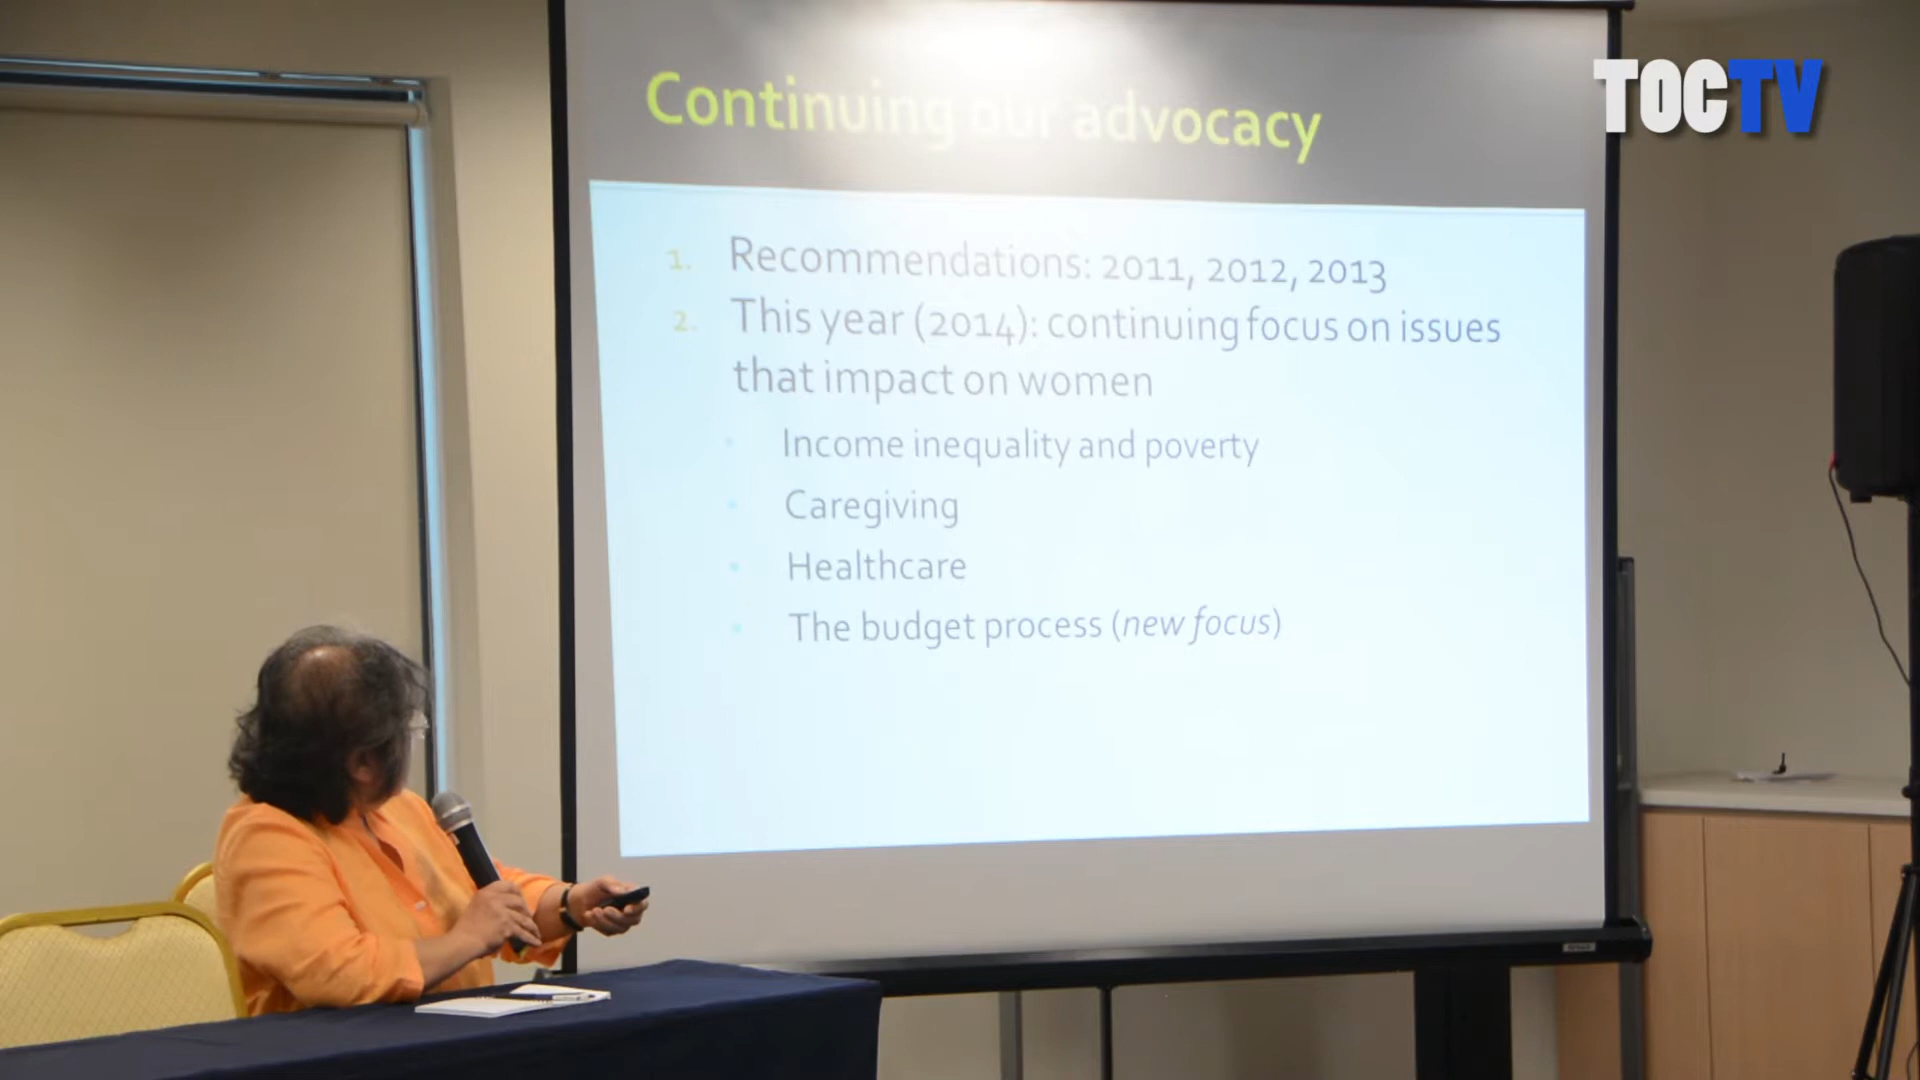 TOCTV
Continuing our advocacy
1. Recommendations: 2011, 2012, 2013
2. This year (2014): continuing focus on issues
that impact on women
Income inequality and poverty
Caregiving
Healthcare
The budget process (new focus)